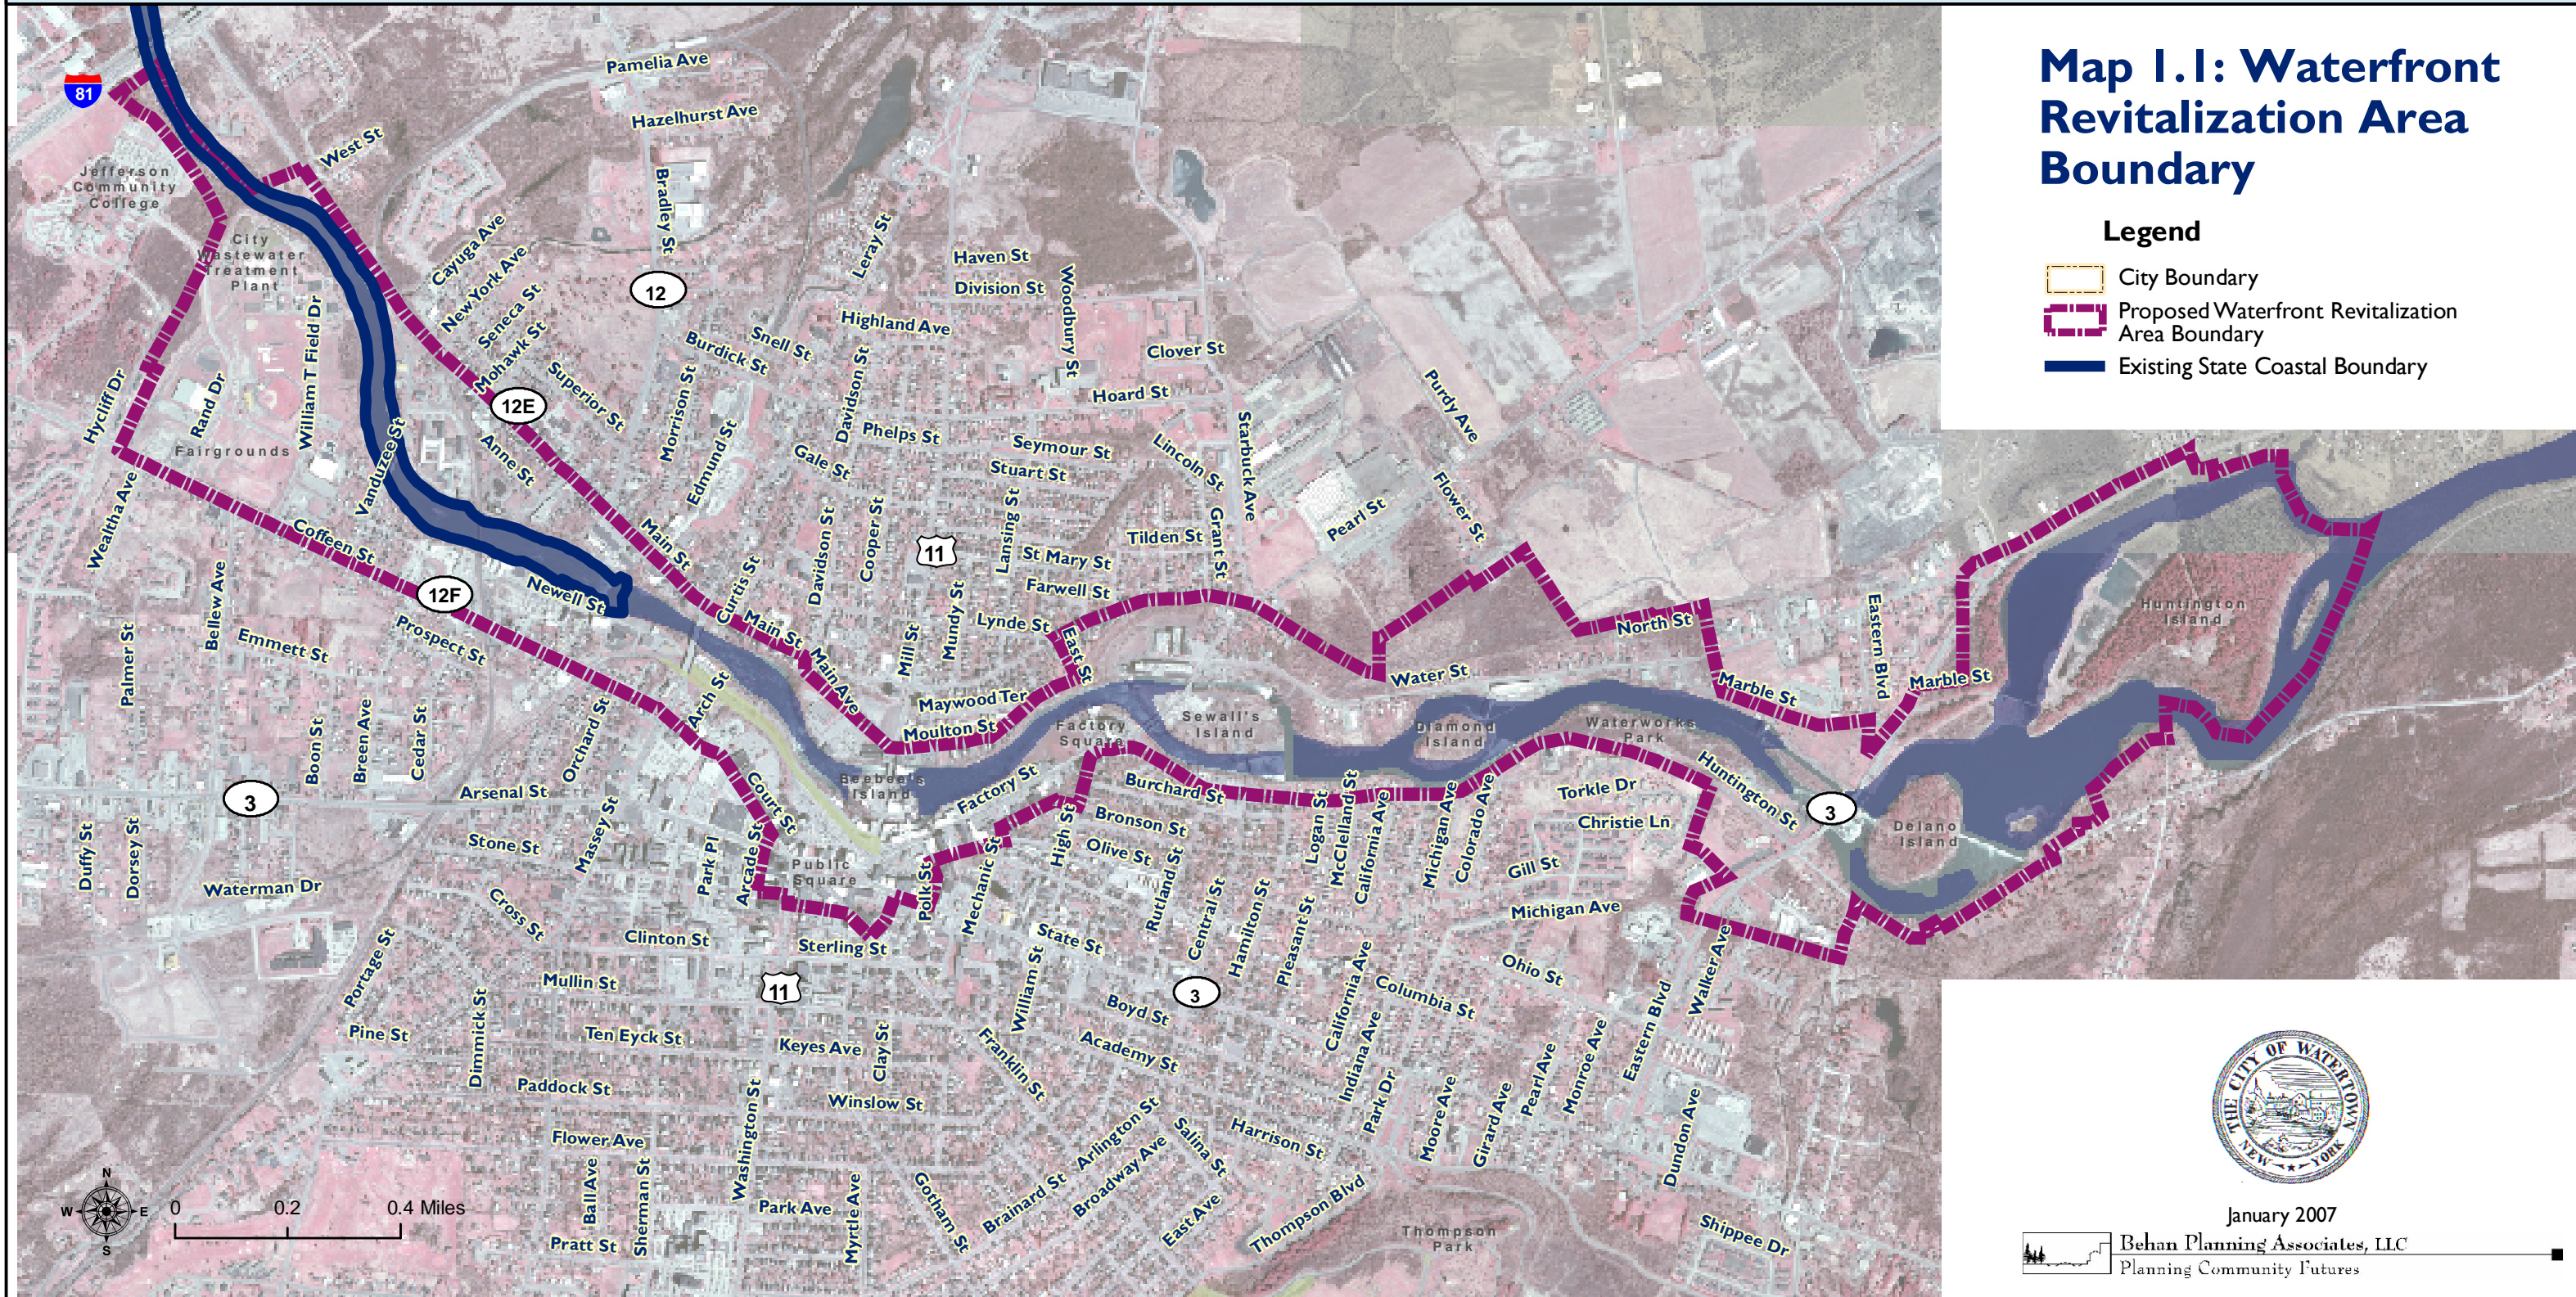 Map 1.1: Waterfront
Revitalization Area
Boundary
Legend
City Boundary
Proposed Waterfront Revitalization
Area Boundary
Existing State Coastal Boundary
81
Pamelia Ave
Hazelhurst Ave
West St
Jefferson
Community
College
City
Wastewater
Treatment
Plant
Bradley St
Cayuga Ave
New York Ave
Seneca St
Mohawk St
Superior St
12
Leray St
Haven St
Division St
Woodbury St
Highland Ave
Snell St
Burdick St
Clover St
Hoard St
12E
Morrison St
Davidson St
Phelps St
Seymour St
Stuart St
Lincoln St
Starbuck Ave
Purdy Ave
Hycliff Dr
Rand Dr
William T Field Dr
Fairgrounds
Vanduzee St
Anne St
Edmund St
Gale St
Wealtha Ave
Coffeen St
Main St
Davidson St
Cooper St
11
Lansing St
St Mary St
Tilden St
Grant St
Pearl St
Flower St
Farwell St
Newell St
12F
Curtis St
Main St
Mill St
Mundy St
Lynde St
East St
North St
Eastern Blvd
Huntington
Island
Palmer St
Bellew Ave
Emmett St
Prospect St
Main Ave
Maywood Ter
Moulton St
Water St
Marble St
Marble St
Boon St
Breen Ave
Cedar St
Orchard St
Arch St
Factory
Square
Sewall's
Island
Diamond
Island
Waterworks
Park
Beebee's
Island
Factory St
Burchard St
Huntington St
Torkle Dr
3
Arsenal St
Court St
Christie Ln
3
Delano
Island
Duffy St
Dorsey St
Stone St
Massey St
Park Pl
Arcade St
Public
Square
Polk St
Mechanic St
High St
Bronson St
Olive St
Rutland St
Logan St
McClelland St
California Ave
Michigan Ave
Colorado Ave
Gill St
Michigan Ave
Waterman Dr
Cross St
Clinton St
Sterling St
State St
Central St
Hamilton St
Pleasant St
Ohio St
Walker Ave
Portage St
Mullin St
11
William St
3
Boyd St
California Ave
Columbia St
Eastern Blvd
Pine St
Dimmick St
Ten Eyck St
Keyes Ave
Clay St
Franklin St
Academy St
Indiana Ave
Park Dr
Moore Ave
Girard Ave
Pearl Ave
Monroe Ave
Paddock St
Washington St
Winslow St
Arlington St
Salina St
Harrison St
Dundon Ave
Flower Ave
Ball Ave
Sherman St
Park Ave
Myrtle Ave
Gotham St
Brainard St
Broadway Ave
East Ave
Thompson Blvd
Thompson
Park
Shippee Dr
Pratt St
N
W
E
S
0
0.2
0.4 Miles
THE CITY OF WATERTOWN
NEW YORK
January 2007
Behan Planning Associates, LLC
Planning Community Futures